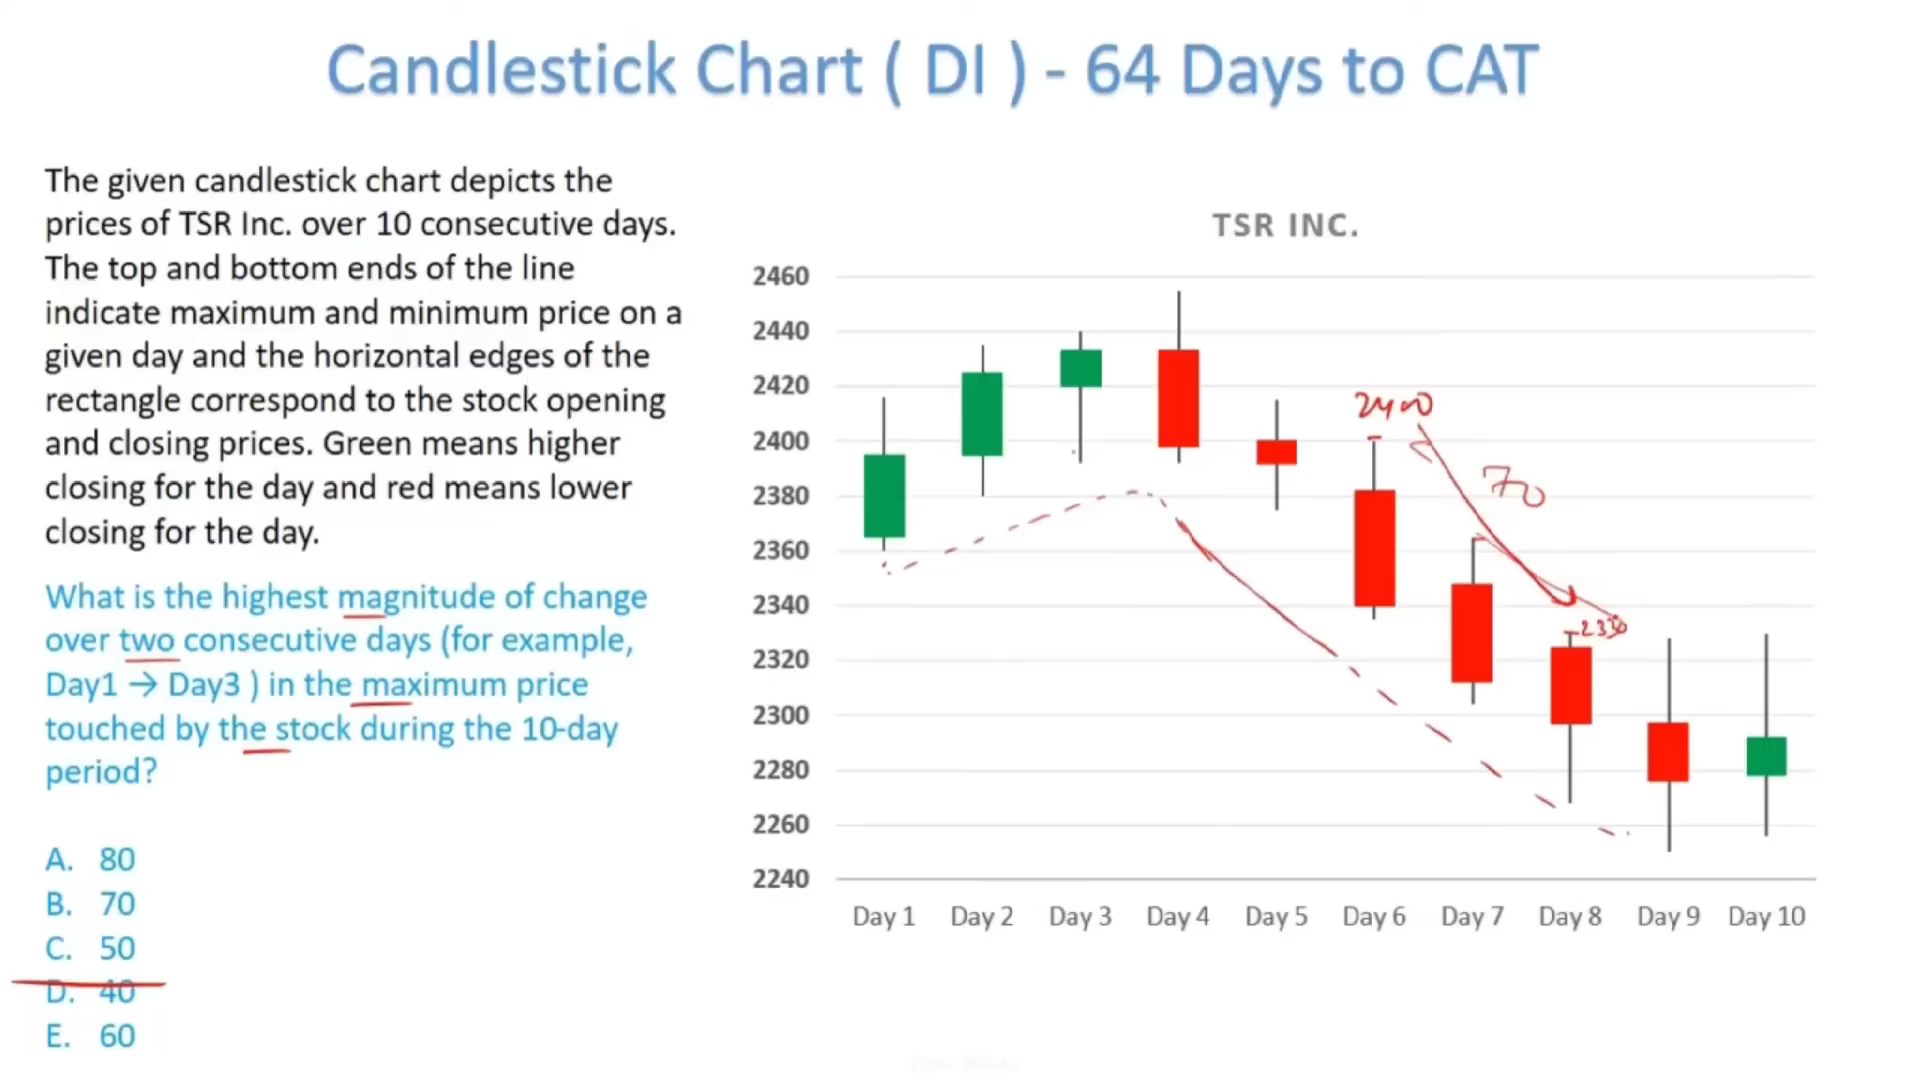 Candlestick Chart ( DI ) - 64 Days to CAT
The given candlestick chart depicts the
prices of TSR Inc. over 10 consecutive days.
The top and bottom ends of the line
indicate maximum and minimum price on a
given day and the horizontal edges of the
rectangle correspond to the stock opening
and closing prices. Green means higher
closing for the day and red means lower
closing for the day.
What is the highest magnitude of change
over two consecutive days (for example,
Day1 → Day3 ) in the maximum price
touched by the stock during the 10-day
period?
A. 80
B. 70
C. 50
D. 40
E. 60
TSR INC.
2460
2440
2420
2400
2380
2360
2340
2320
2300
2280
2260
2240
2400
70
2330
Day 1 Day 2 Day 3 Day 4 Day 5 Day 6 Day 7 Day 8 Day 9 Day 10